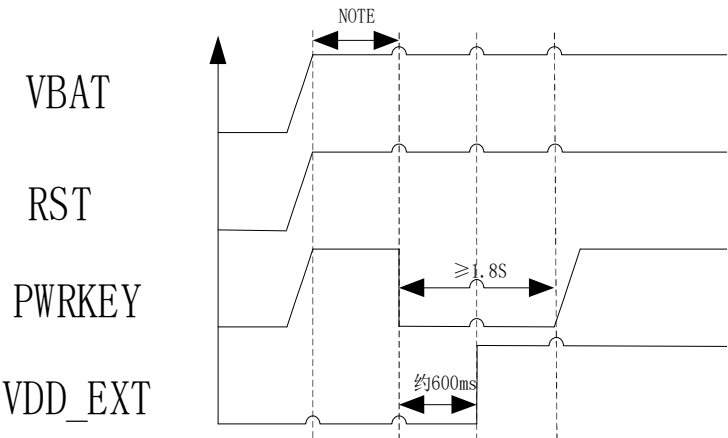 NOTE
VBAT
RST
PWRKEY
≥1.8S
VDD_EXT
约600ms